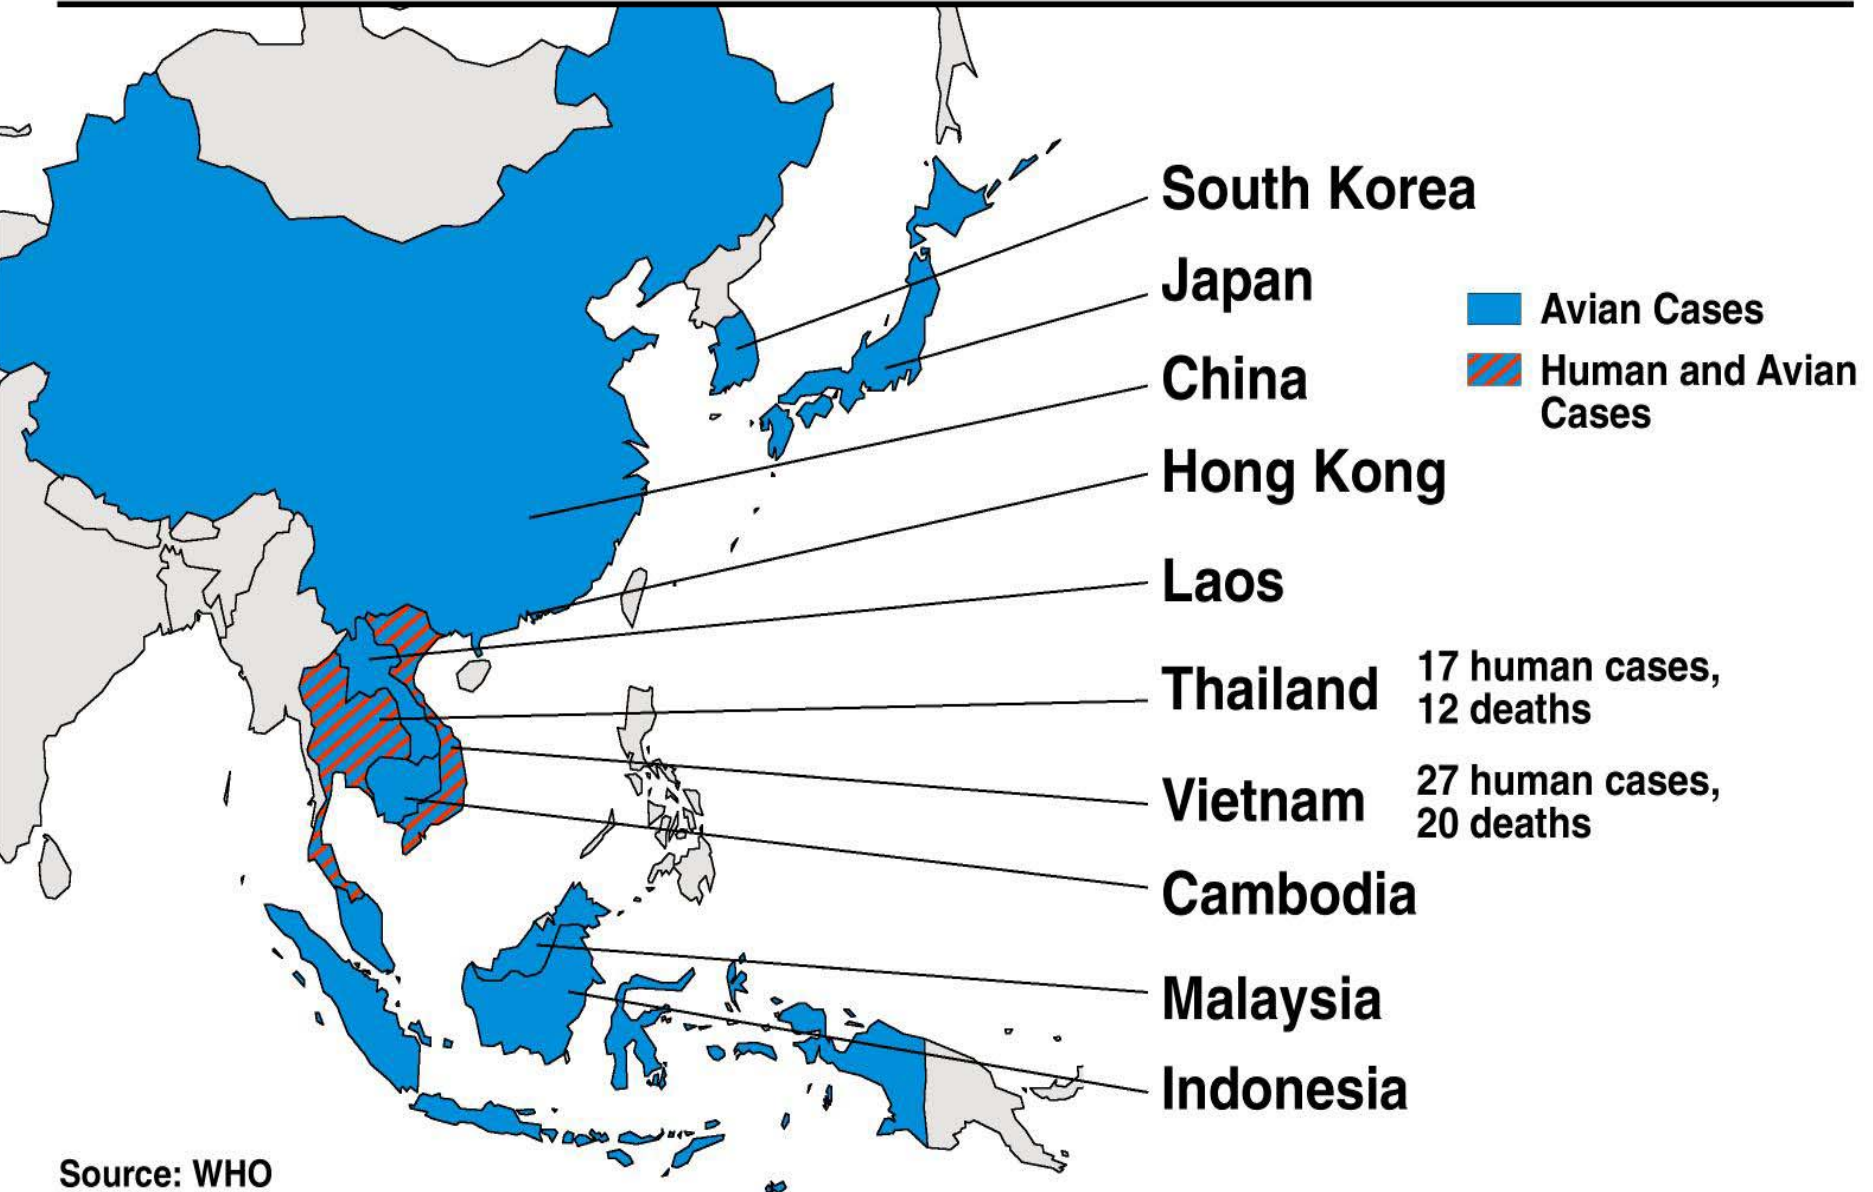 South Korea
Japan
Avian Cases
China
Human and Avian
Cases
Hong Kong
Laos
Thailand
17 human cases,
12 deaths
Vietnam
27 human cases,
20 deaths
Cambodia
Malaysia
Indonesia
Source: WHO